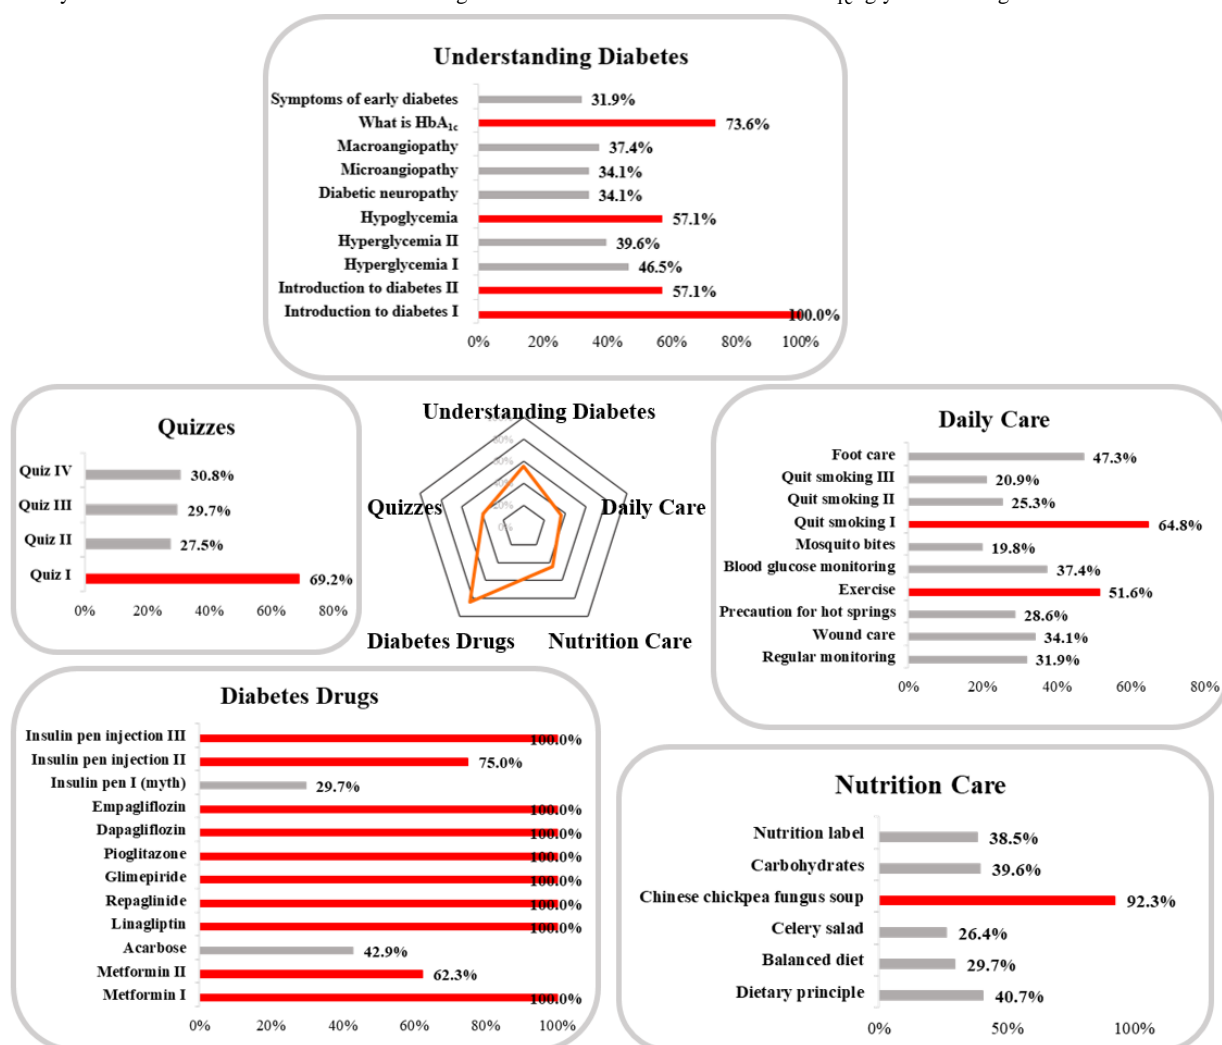 Understanding Diabetes
Symptoms of early diabetes 31.9%
What is HbA1c 73.6%
Macroangiopathy 37.4%
Microangiopathy 34.1%
Diabetic neuropathy 34.1%
Hypoglycemia 57.1%
Hyperglycemia II 39.6%
Hyperglycemia I 46.5%
Introduction to diabetes II 57.1%
Introduction to diabetes I 100.0%
0% 20% 40% 60% 80% 100%
Quizzes
Quiz IV 30.8%
Quiz III 29.7%
Quiz II 27.5%
Quiz I 69.2%
0% 20% 40% 60% 80%
Understanding Diabetes
80%
20%
0%
Quizzes
Daily Care
Diabetes Drugs
Nutrition Care
Daily Care
Foot care 47.3%
Quit smoking III 20.9%
Quit smoking II 25.3%
Quit smoking I 64.8%
Mosquito bites 19.8%
Blood glucose monitoring 37.4%
Exercise 51.6%
Precaution for hot springs 28.6%
Wound care 34.1%
Regular monitoring 31.9%
0% 20% 40% 60% 80%
Diabetes Drugs
Insulin pen injection III 100.0%
Insulin pen injection II 75.0%
Insulin pen I (myth) 29.7%
Empagliflozin 100.0%
Dapagliflozin 100.0%
Pioglitazone 100.0%
Glimepiride 100.0%
Repaglinide 100.0%
Linagliptin 100.0%
Acarbose 42.9%
Metformin II 62.3%
Metformin I 100.0%
0% 20% 40% 60% 80% 100%
Nutrition Care
Nutrition label 38.5%
Carbohydrates 39.6%
Chinese chickpea fungus soup 92.3%
Celery salad 26.4%
Balanced diet 29.7%
Dietary principle 40.7%
0% 50% 100%